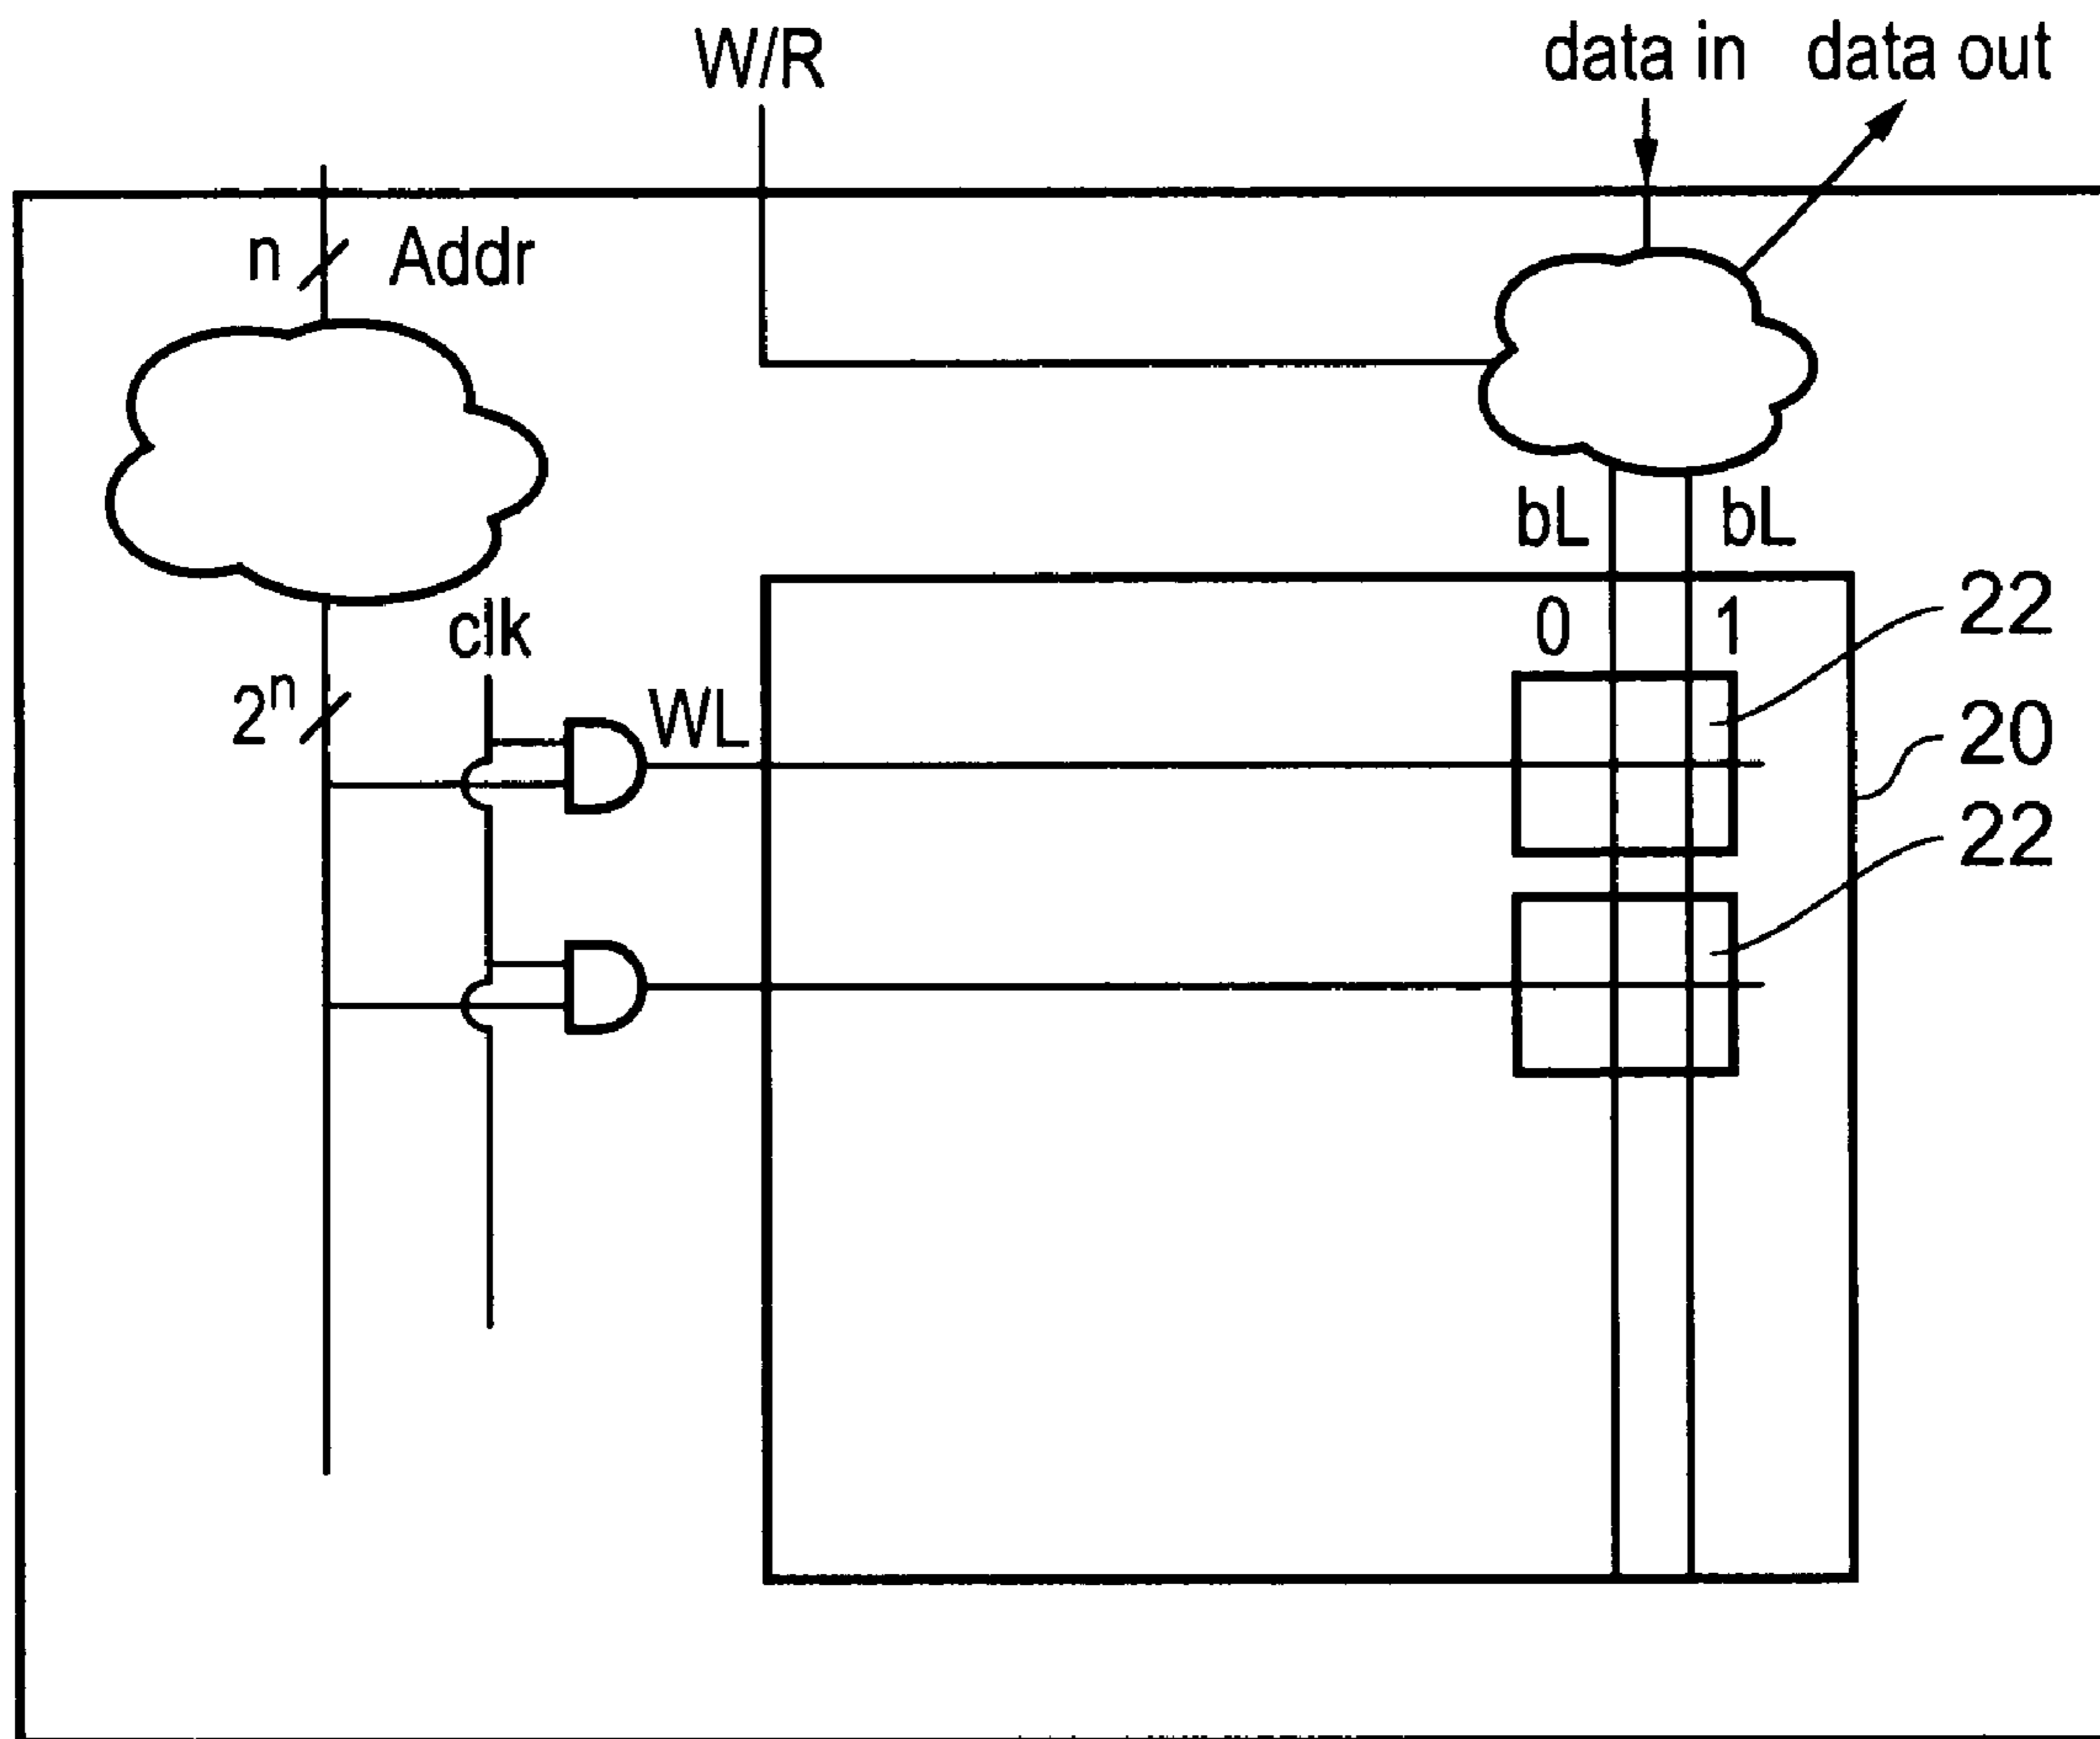 W/R
data in
data out
n
Addr
bL
bL
clk
0
1
22
2ⁿ
WL
20
22